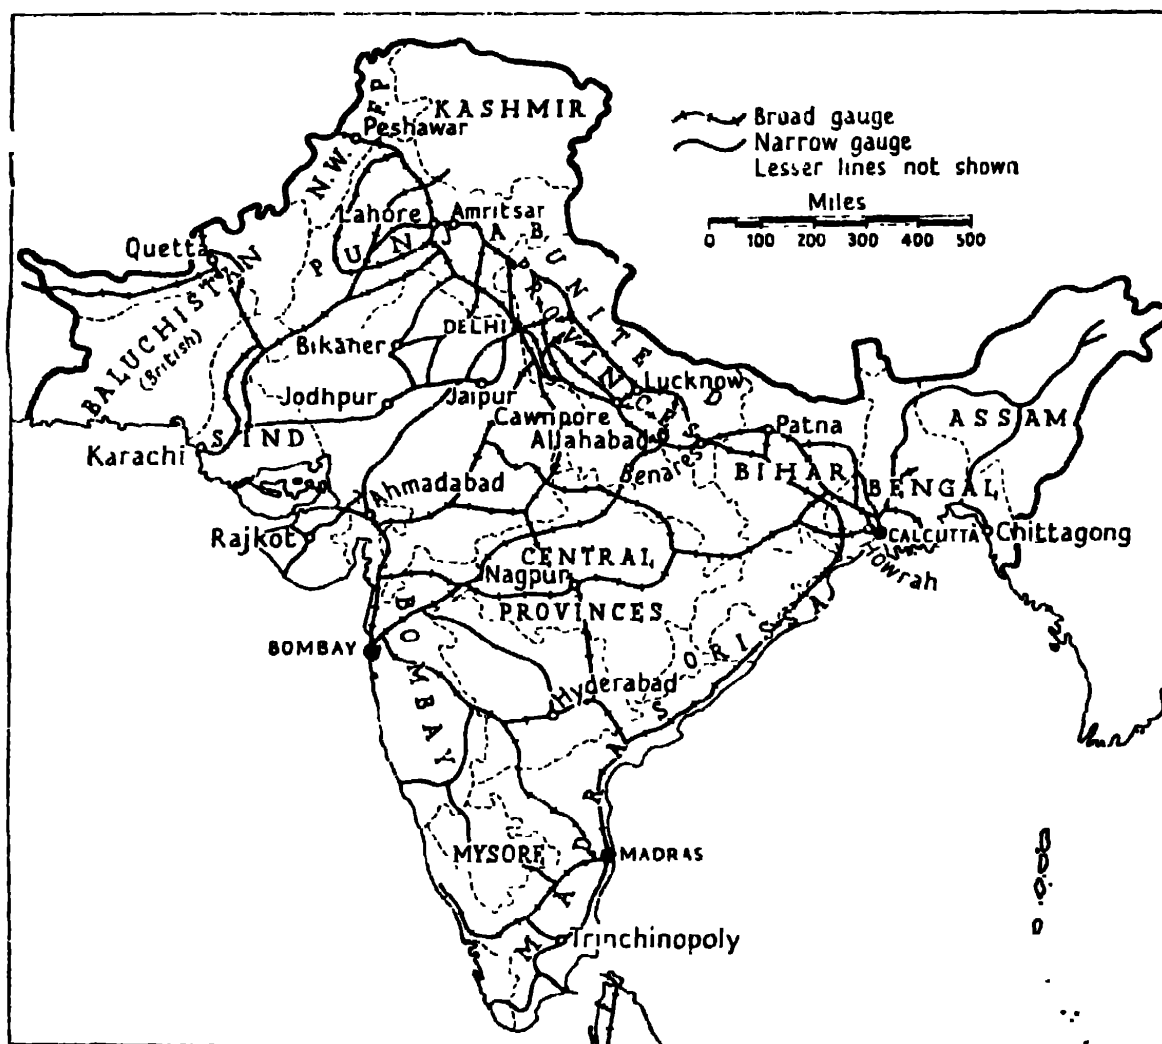 KASHMIR
N.W.F.P
Peshawar
Broad gauge
Narrow gauge
Lesser lines not shown
Miles
0 100 200 300 400 500
Lahore
Amritsar
PUNJAB
Quetta
BALUCHISTAN
(British)
UNITED
PROVINCES
DELHI
Bikaner
Jodhpur
Jaipur
Lucknow
Cawnpore
Allahabad
Benares
Patna
ASSAM
Karachi
SIND
BIHAR
BENGAL
Ahmadabad
Rajkot
CALCUTTA
Chittagong
Howrah
CENTRAL
PROVINCES
Nagpur
ORISSA
BOMBAY
BOMBAY
Hyderabad
MADRAS
MYSORE
MADRAS
Trinchinopoly